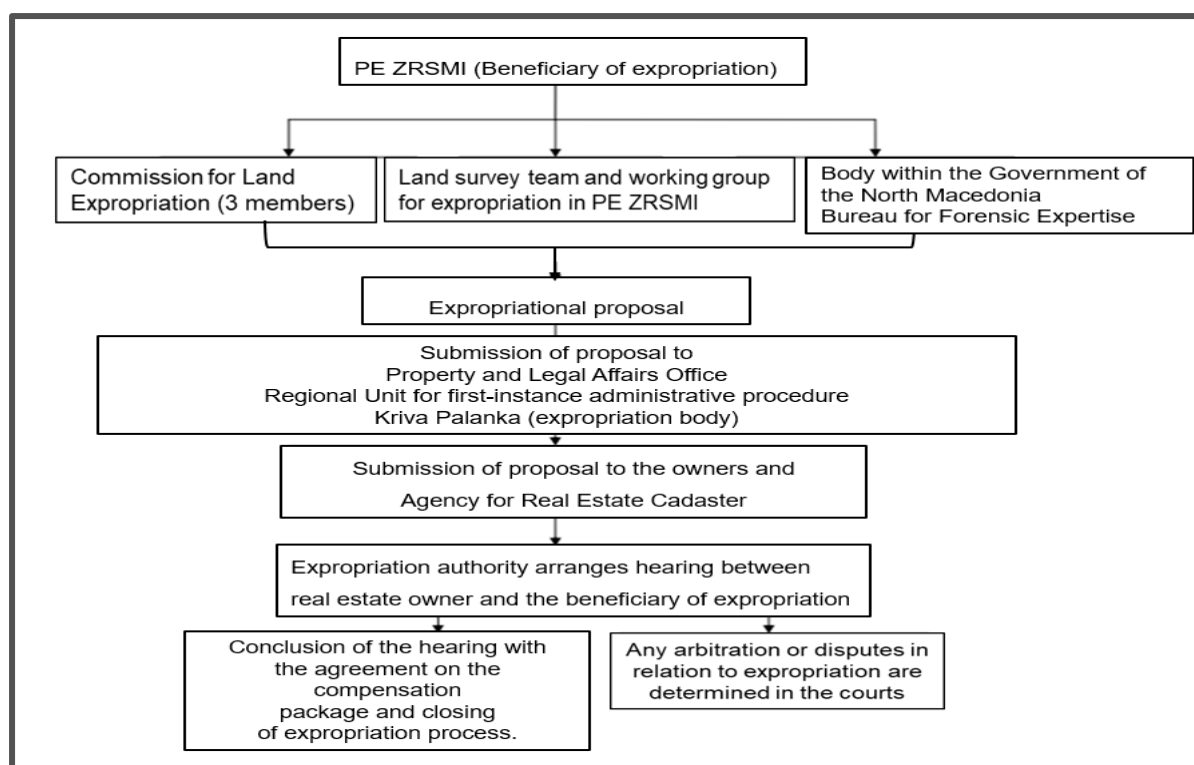 PE ZRSMI (Beneficiary of expropriation)
Commission for Land
Expropriation (3 members)
Land survey team and working group
for expropriation in PE ZRSMI
Body within the Government of
the North Macedonia
Bureau for Forensic Expertise
Expropriational proposal
Submission of proposal to
Property and Legal Affairs Office
Regional Unit for first-instance administrative procedure
Kriva Palanka (expropriation body)
Submission of proposal to the owners and
Agency for Real Estate Cadaster
Expropriation authority arranges hearing between
real estate owner and the beneficiary of expropriation
Conclusion of the hearing with
the agreement on the
compensation
package and closing
of expropriation process.
Any arbitration or disputes in
relation to expropriation are
determined in the courts